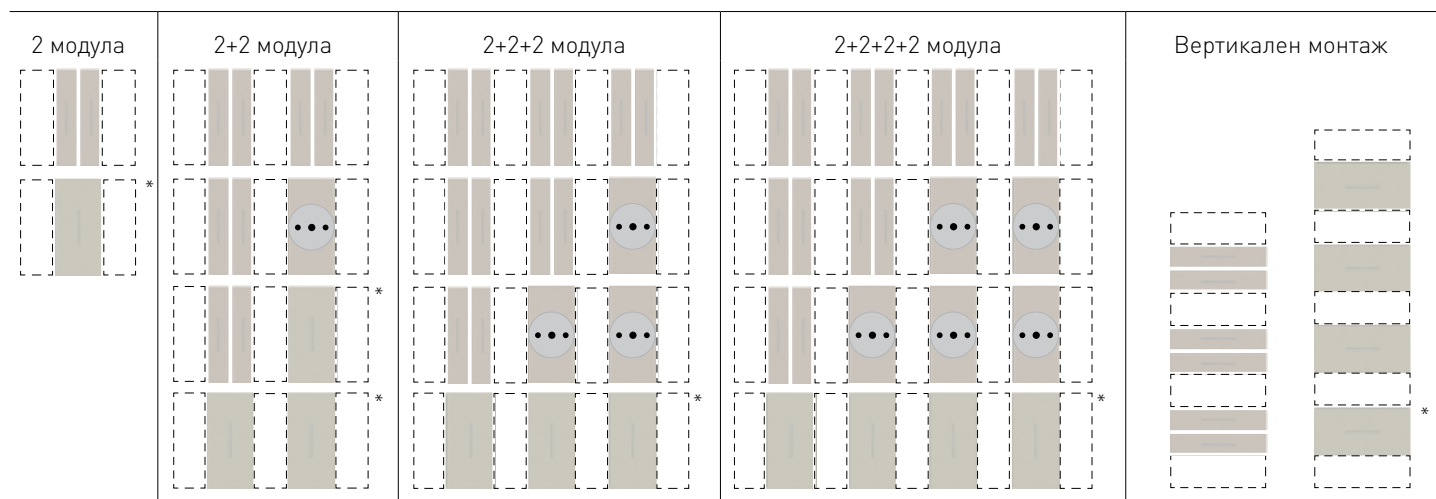 2 модула
2+2 модула
2+2+2 модула
2+2+2+2 модула
Вертикален монтаж
*
*
*
*
*
*